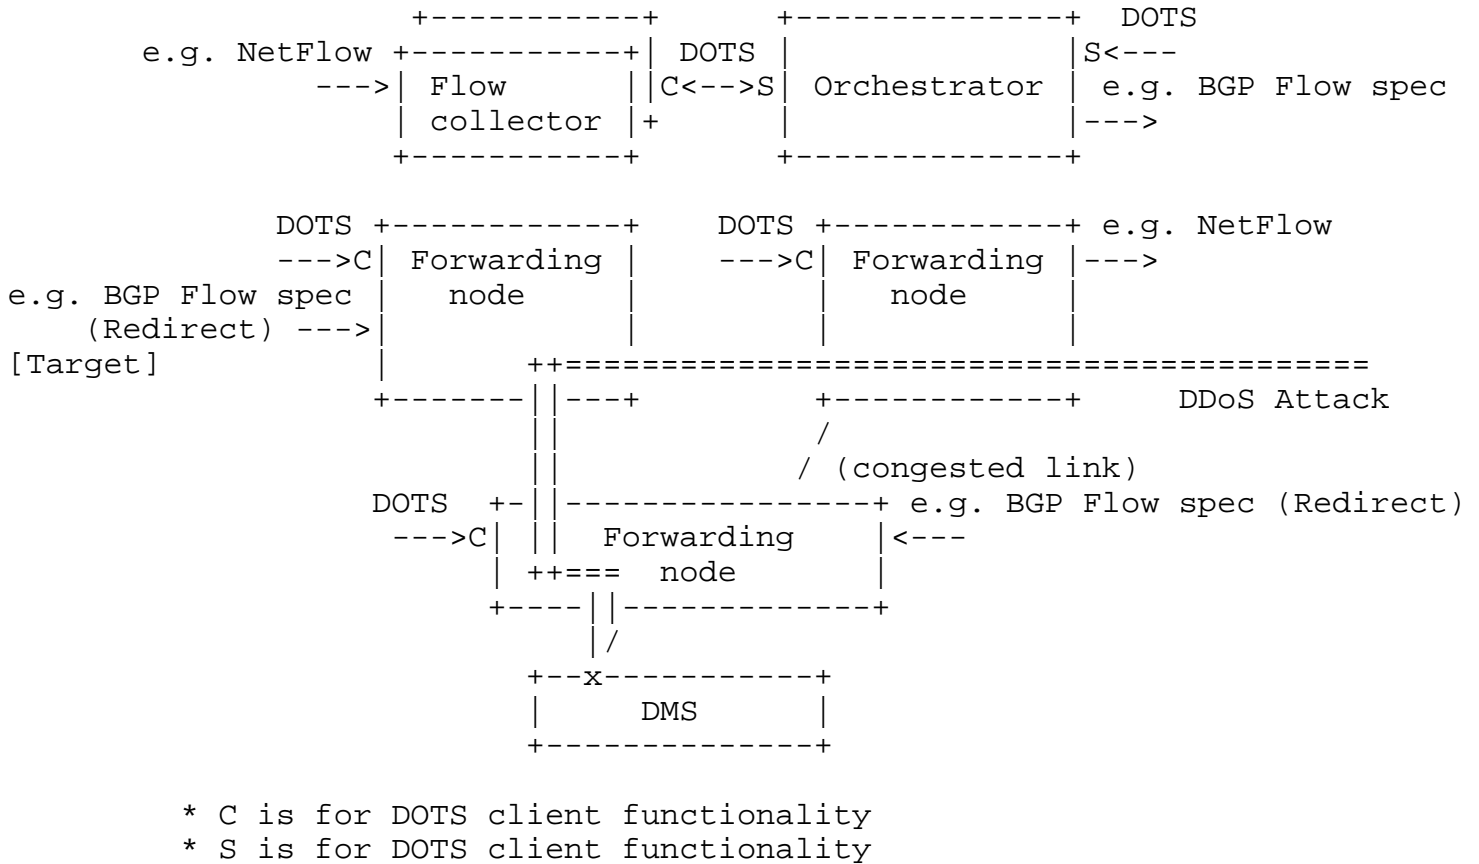 +-----------+       +--------------+  DOTS
e.g. NetFlow +-----------+|  DOTS  |              |S<---
--->|  Flow      ||C<-->S|  Orchestrator  | e.g. BGP Flow spec
|  collector |+       |              |--->
+-----------+         +--------------+
DOTS +------------+    DOTS +------------+ e.g. NetFlow
--->C| Forwarding |    --->C| Forwarding |--->
e.g. BGP Flow spec |   node     |         |   node     |
(Redirect) --->|            |         |            |
[Target]           |       ++==========================================
+-------||---+         +------------+      DDoS Attack
||              /
||             / (congested link)
DOTS  +-||----------------+ e.g. BGP Flow spec (Redirect)
--->C| ||  Forwarding    |<---
| ++===  node       |
+----||-------------+
|/
+--x-----------+
|     DMS      |
+--------------+
* C is for DOTS client functionality
* S is for DOTS client functionality